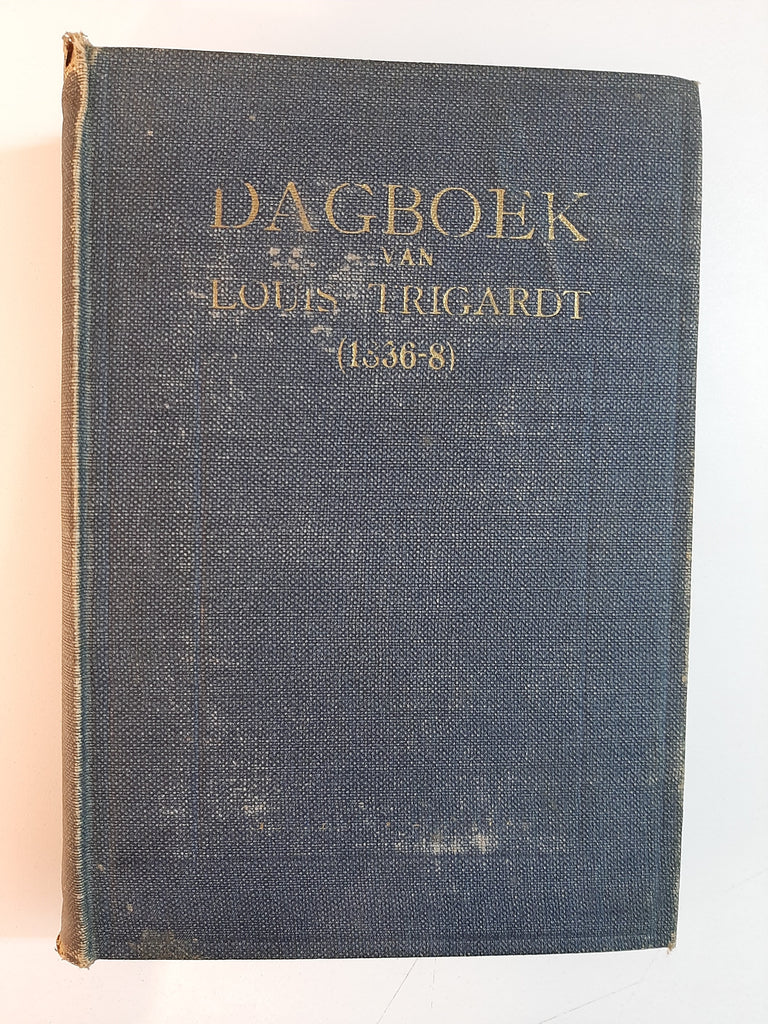 DAGBOEK
VAN
LOUIS TRIGARDT
(1836-8)